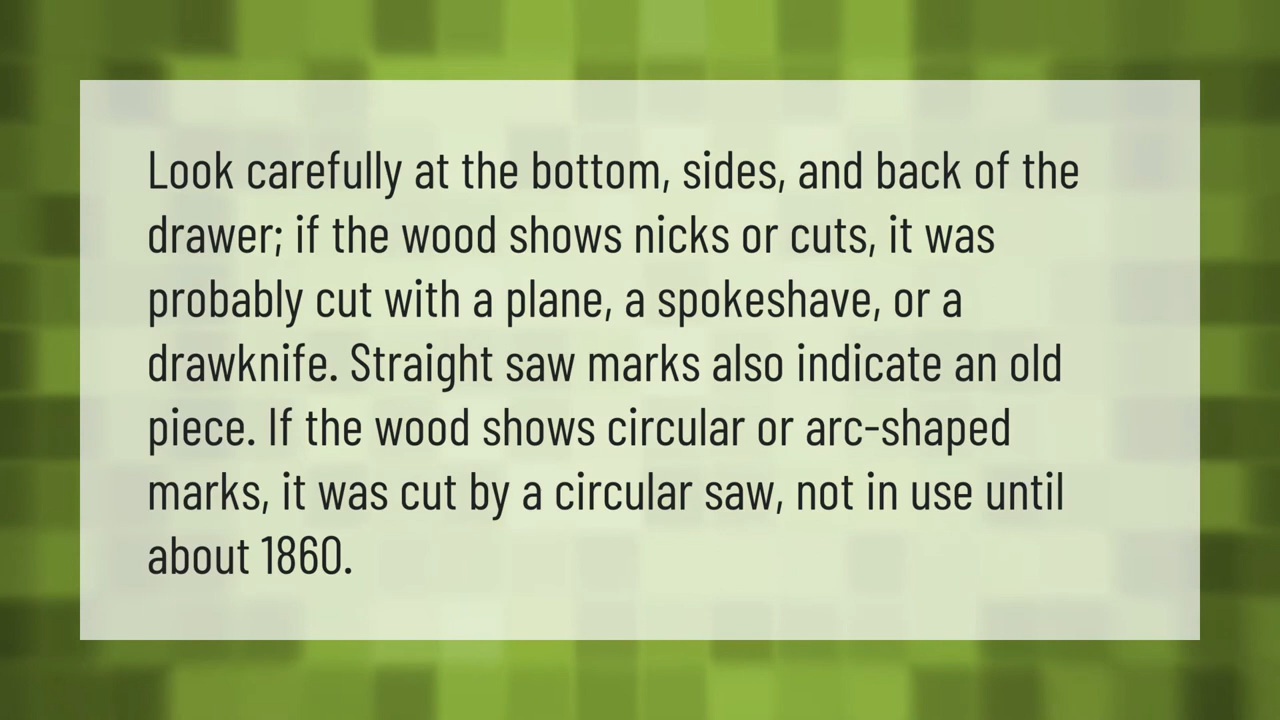 Look carefully at the bottom, sides, and back of the
drawer; if the wood shows nicks or cuts, it was
probably cut with a plane, a spokeshave, or a
drawknife. Straight saw marks also indicate an old
piece. If the wood shows circular or arc-shaped
marks, it was cut by a circular saw, not in use until
about 1860.